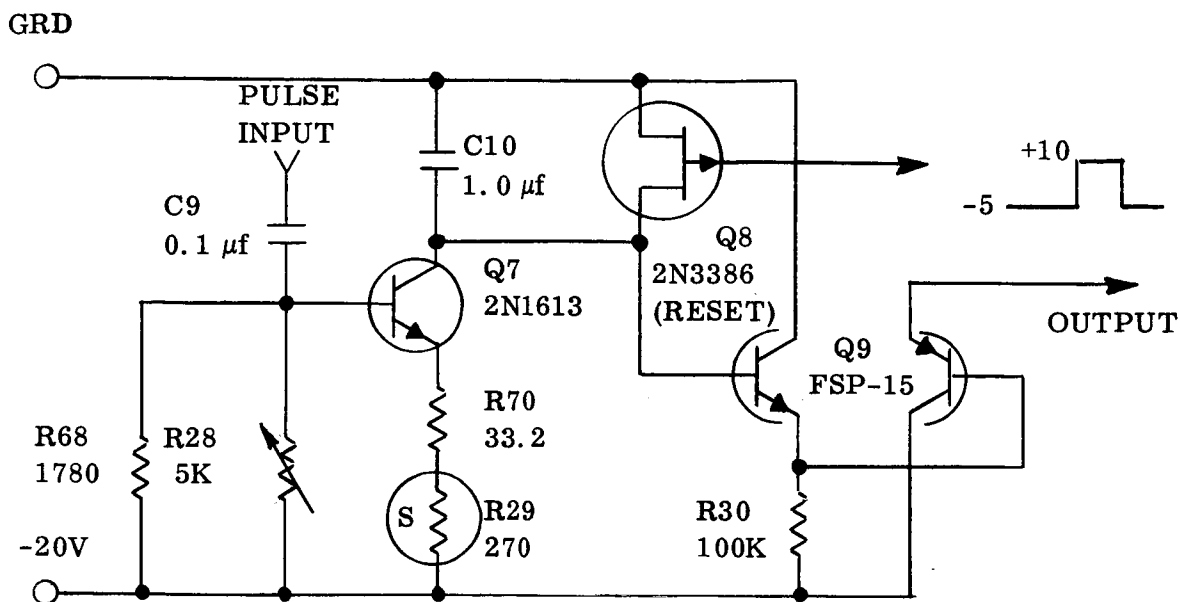 GRD
PULSE
INPUT
C10
1.0 μf
+10
-5
C9
0.1 μf
Q7
2N1613
Q8
2N3386
(RESET)
OUTPUT
Q9
FSP-15
R68
1780
R28
5K
R70
33.2
S
R29
270
R30
100K
-20V